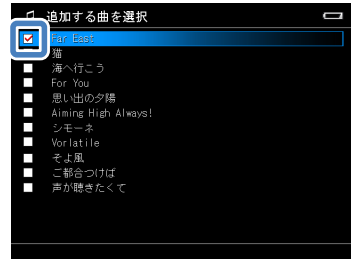 追加する曲を選択
Far East
猫
海へ行こう
For You
思い出の夕陽
Aiming High Always!
シモーネ
Vorlatile
そよ風
ご都合つけば
声が聴きたくて